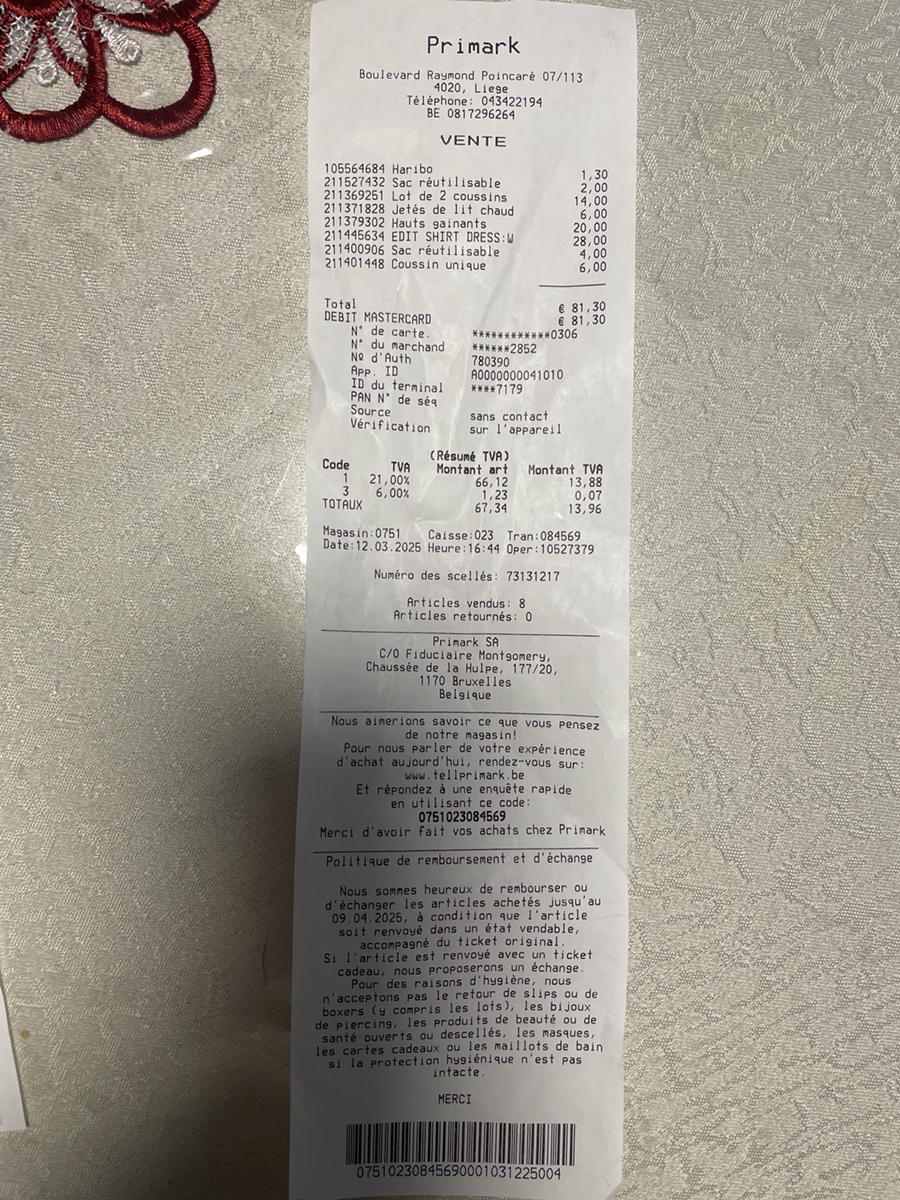 Primark
Boulevard Raymond Poincaré 07/113
4020, Liege
Téléphone: 043422194
BE 0817296264
VENTE
105564684 Haribo 1,30
211527432 Sac réutilisable 2,00
211369251 Lot de 2 coussins 14,00
211371828 Jetés de lit chaud 6,00
211379302 Hauts gainants 20,00
211445634 EDIT SHIRT DRESS:W 28,00
211400906 Sac réutilisable 4,00
211401448 Coussin unique 6,00
Total € 81,30
DEBIT MASTERCARD € 81,30
N° de carte. ************0306
N° du marchand ******2852
Nº d'Auth 780390
App. ID A0000000041010
ID du terminal ****7179
PAN N° de séq
Source sans contact
Vérification sur l'appareil
(Résumé TVA)
Code TVA Montant art Montant TVA
1 21,00% 66,12 13,88
3 6,00% 1,23 0,07
TOTAUX 67,34 13,96
Magasin:0751 Caisse:023 Tran:084569
Date:12.03.2025 Heure:16:44 Oper:10527379
Numéro des scellés: 73131217
Articles vendus: 8
Articles retournés: 0
Primark SA
C/O Fiduciaire Montgomery,
Chaussée de la Hulpe, 177/20,
1170 Bruxelles
Belgique
Nous aimerions savoir ce que vous pensez
de notre magasin!
Pour nous parler de votre expérience
d'achat aujourd'hui, rendez-vous sur:
www.tellprimark.be
Et répondez à une enquête rapide
en utilisant ce code:
0751023084569
Merci d'avoir fait vos achats chez Primark
Politique de remboursement et d'échange
Nous sommes heureux de rembourser ou
d'échanger les articles achetés jusqu'au
09.04.2025, à condition que l'article
soit renvoyé dans un état vendable,
accompagné du ticket original.
Si l'article est renvoyé avec un ticket
cadeau, nous proposerons un échange.
Pour des raisons d'hygiène, nous
n'acceptons pas le retour de slips ou de
boxers (y compris les lots), les bijoux
de piercing, les produits de beauté ou de
santé ouverts ou descellés, les masques,
les cartes cadeaux ou les maillots de bain
si la protection hygiénique n'est pas
intacte.
MERCI
07510230845690001031225004